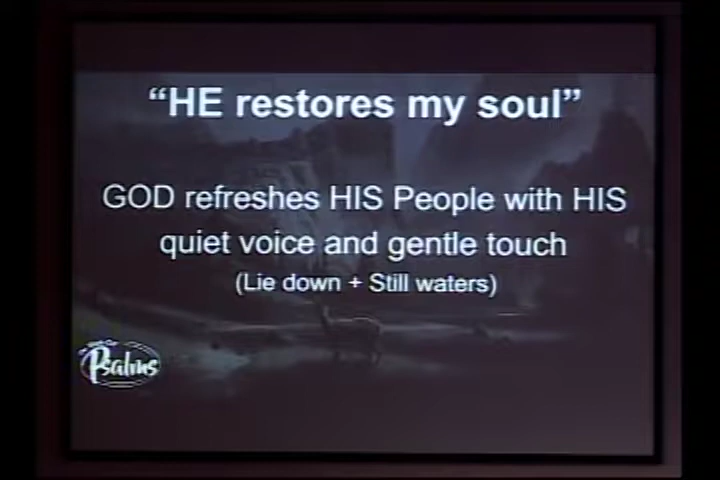 “HE restores my soul”
GOD refreshes HIS People with HIS
quiet voice and gentle touch
(Lie down + Still waters)
Psalms